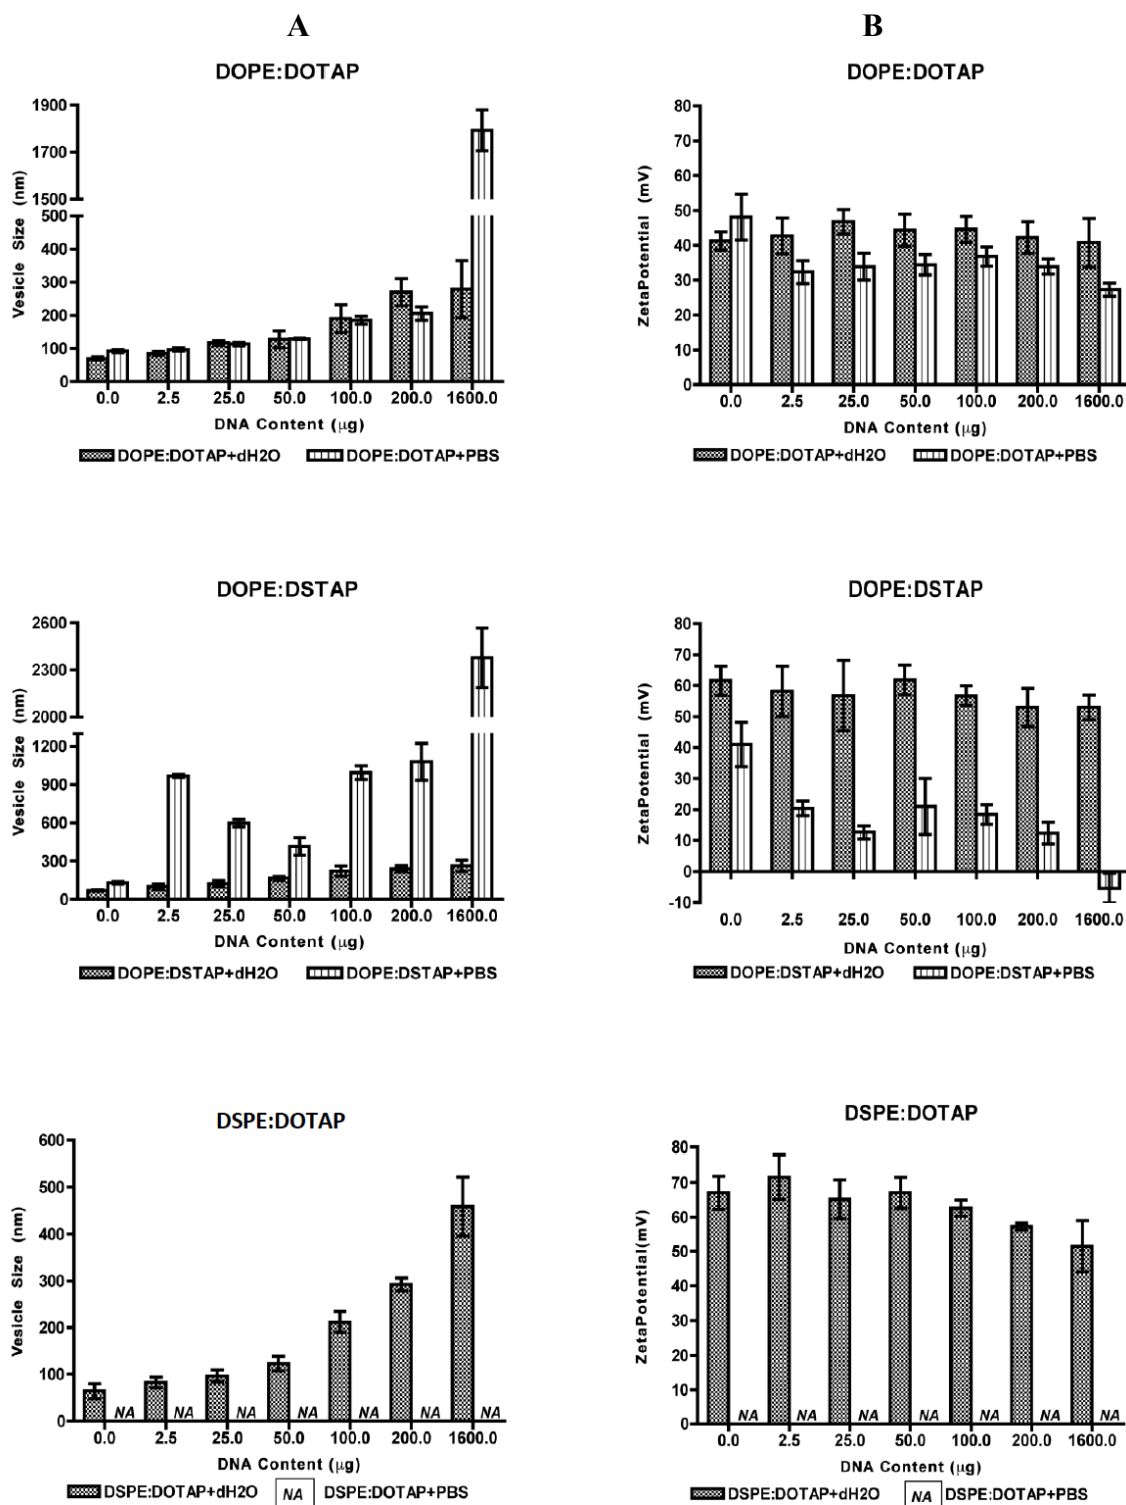 A
B
DOPE:DOTAP
Vesicle Size (nm)
1900
1700
1500
500
400
300
200
100
0
0.0 2.5 25.0 50.0 100.0 200.0 1600.0
DNA Content (µg)
DOPE:DOTAP+dH2O DOPE:DOTAP+PBS
DOPE:DOTAP
ZetaPotential (mV)
80
70
60
50
40
30
20
10
0
0.0 2.5 25.0 50.0 100.0 200.0 1600.0
DNA Content (µg)
DOPE:DOTAP+dH2O DOPE:DOTAP+PBS
DOPE:DSTAP
Vesicle Size (nm)
2600
2300
2000
1200
900
600
300
0
0.0 2.5 25.0 50.0 100.0 200.0 1600.0
DNA Content (µg)
DOPE:DSTAP+dH2O DOPE:DSTAP+PBS
DOPE:DSTAP
ZetaPotential (mV)
80
70
60
50
40
30
20
10
0
-10
0.0 2.5 25.0 50.0 100.0 200.0 1600.0
DNA Content (µg)
DOPE:DSTAP+dH2O DOPE:DSTAP+PBS
DSPE:DOTAP
Vesicle Size (nm)
600
500
400
300
200
100
0
NA NA NA NA NA NA NA
0.0 2.5 25.0 50.0 100.0 200.0 1600.0
DNA Content (µg)
DSPE:DOTAP+dH2O NA DSPE:DOTAP+PBS
DSPE:DOTAP
ZetaPotential(mV)
80
70
60
50
40
30
20
10
0
NA NA NA NA NA NA NA
0.0 2.5 25.0 50.0 100.0 200.0 1600.0
DNA Content (µg)
DSPE:DOTAP+dH2O NA DSPE:DOTAP+PBS